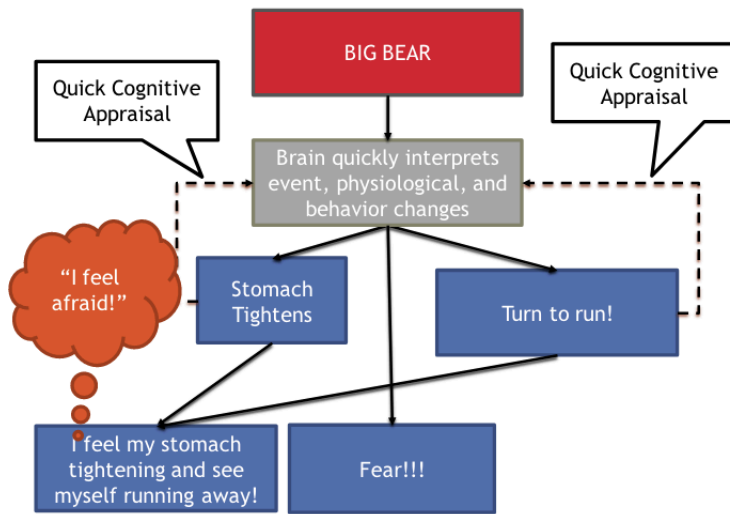 BIG BEAR
Quick Cognitive
Appraisal
Quick Cognitive
Appraisal
Brain quickly interprets
event, physiological, and
behavior changes
“I feel
afraid!”
Stomach
Tightens
Turn to run!
I feel my stomach
tightening and see
myself running away!
Fear!!!